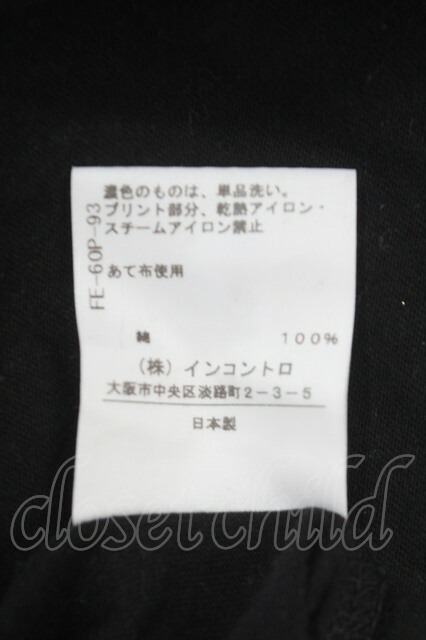 濃色のものは、単品洗い。
プリント部分、乾熱アイロン・
スチームアイロン禁止
あて布使用
FE-60P-93
綿 100%
(株)インコントロ
大阪市中央区淡路町2-3-5
日本製
closet child